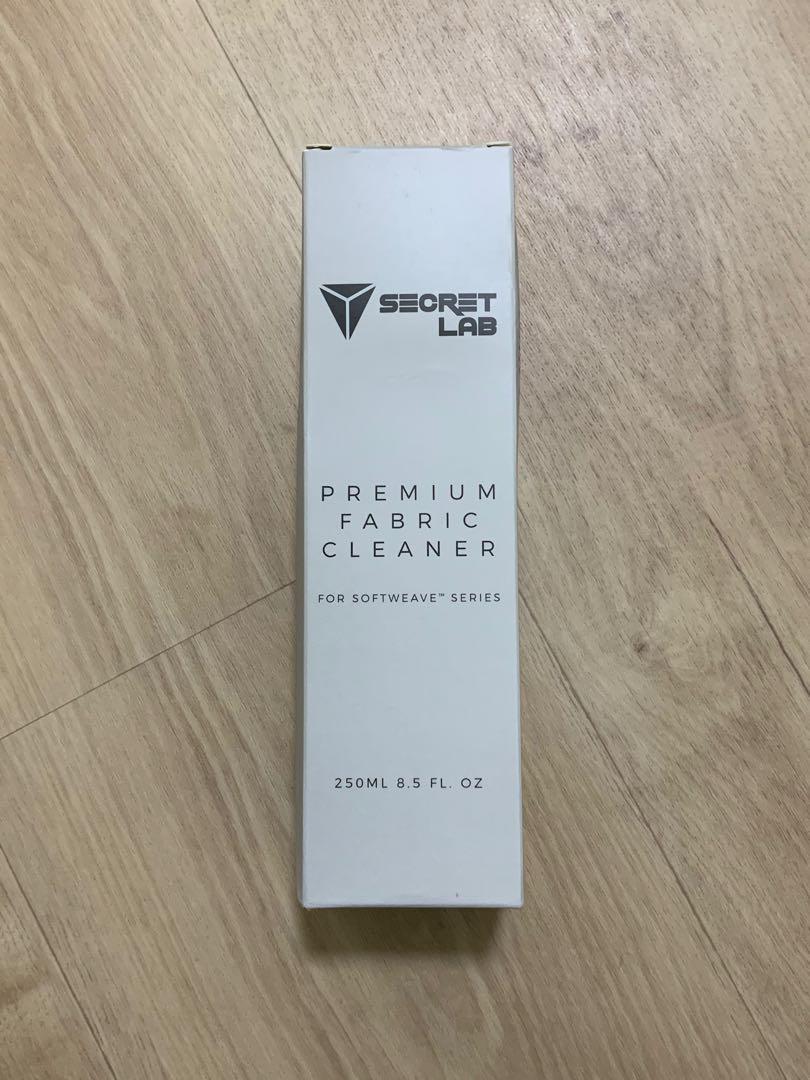 SECRET
LAB
PREMIUM
FABRIC
CLEANER
FOR SOFTWEAVE™ SERIES
250ML 8.5 FL. OZ